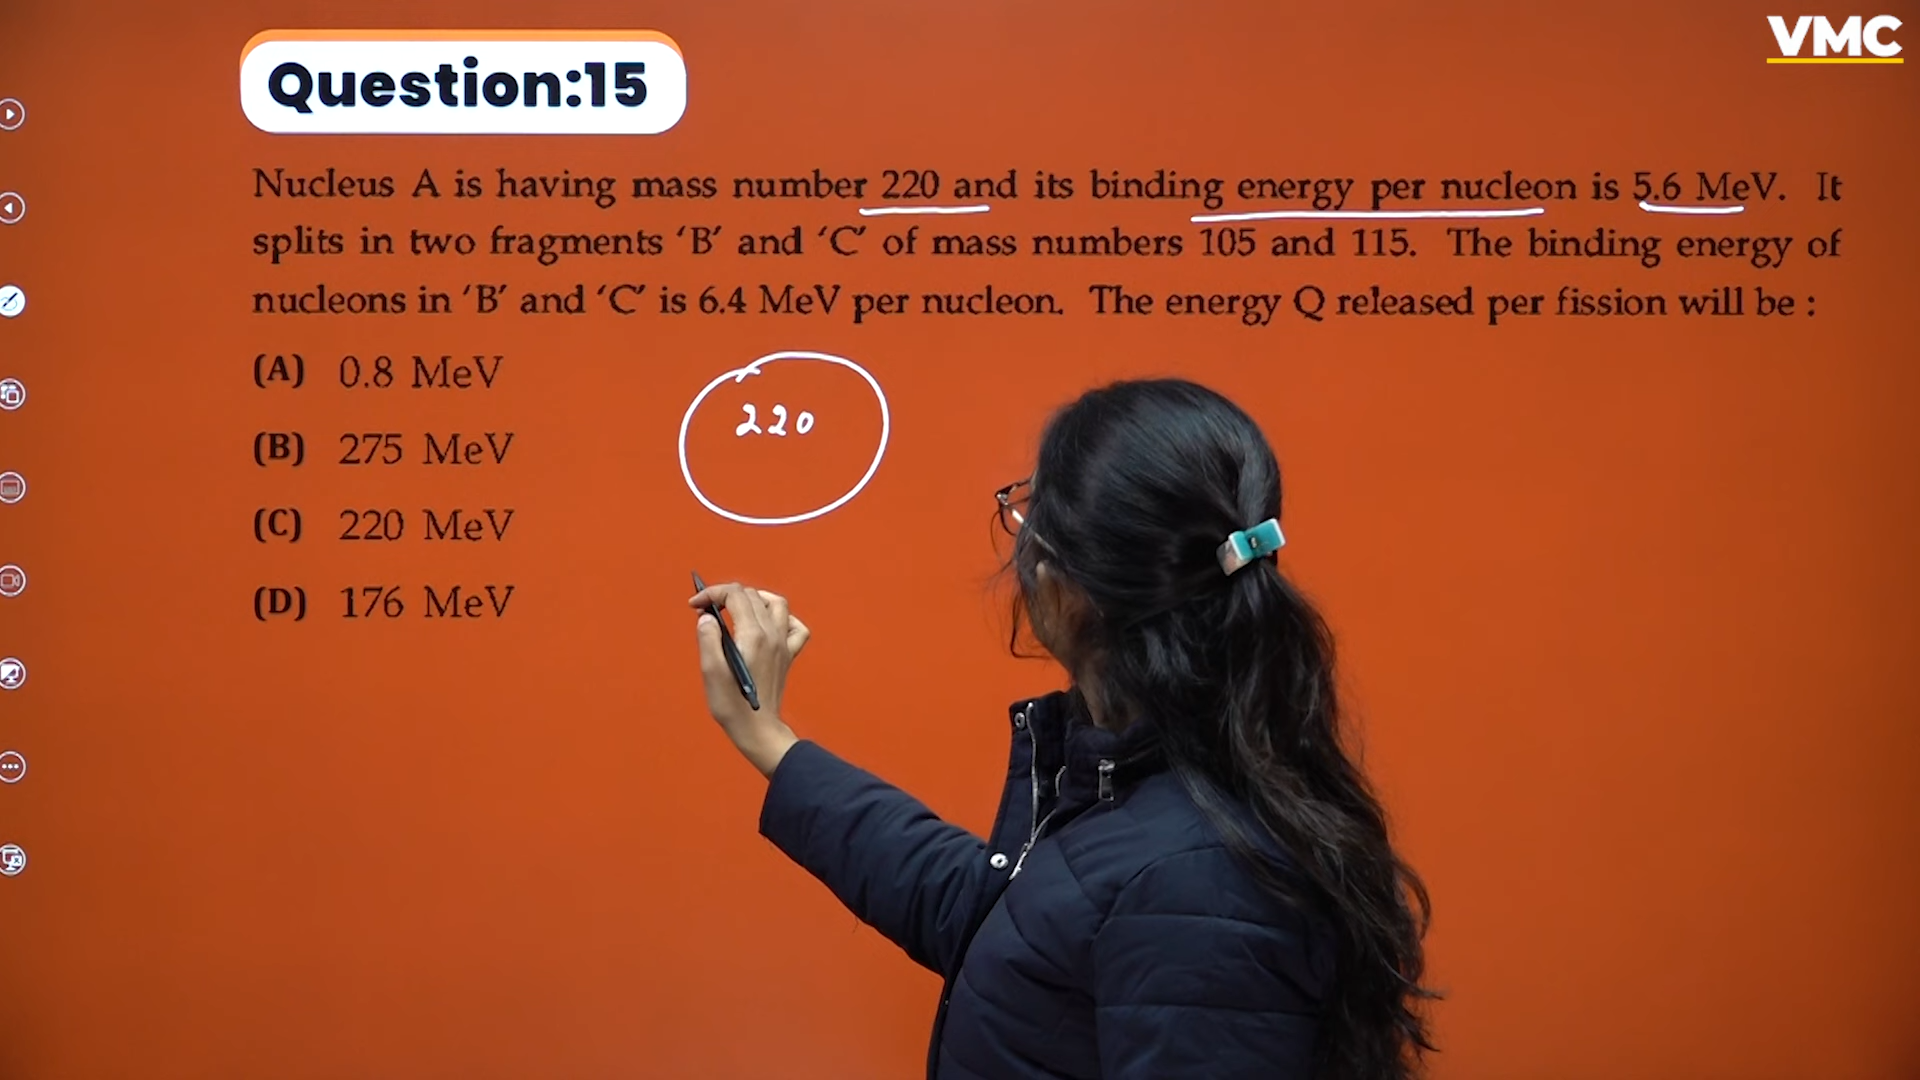 VMC
Question:15
Nucleus A is having mass number 220 and its binding energy per nucleon is 5.6 MeV. It
splits in two fragments ‘B’ and ‘C’ of mass numbers 105 and 115. The binding energy of
nucleons in ‘B’ and ‘C’ is 6.4 MeV per nucleon. The energy Q released per fission will be :
(A) 0.8 MeV
(B) 275 MeV
(C) 220 MeV
(D) 176 MeV
220